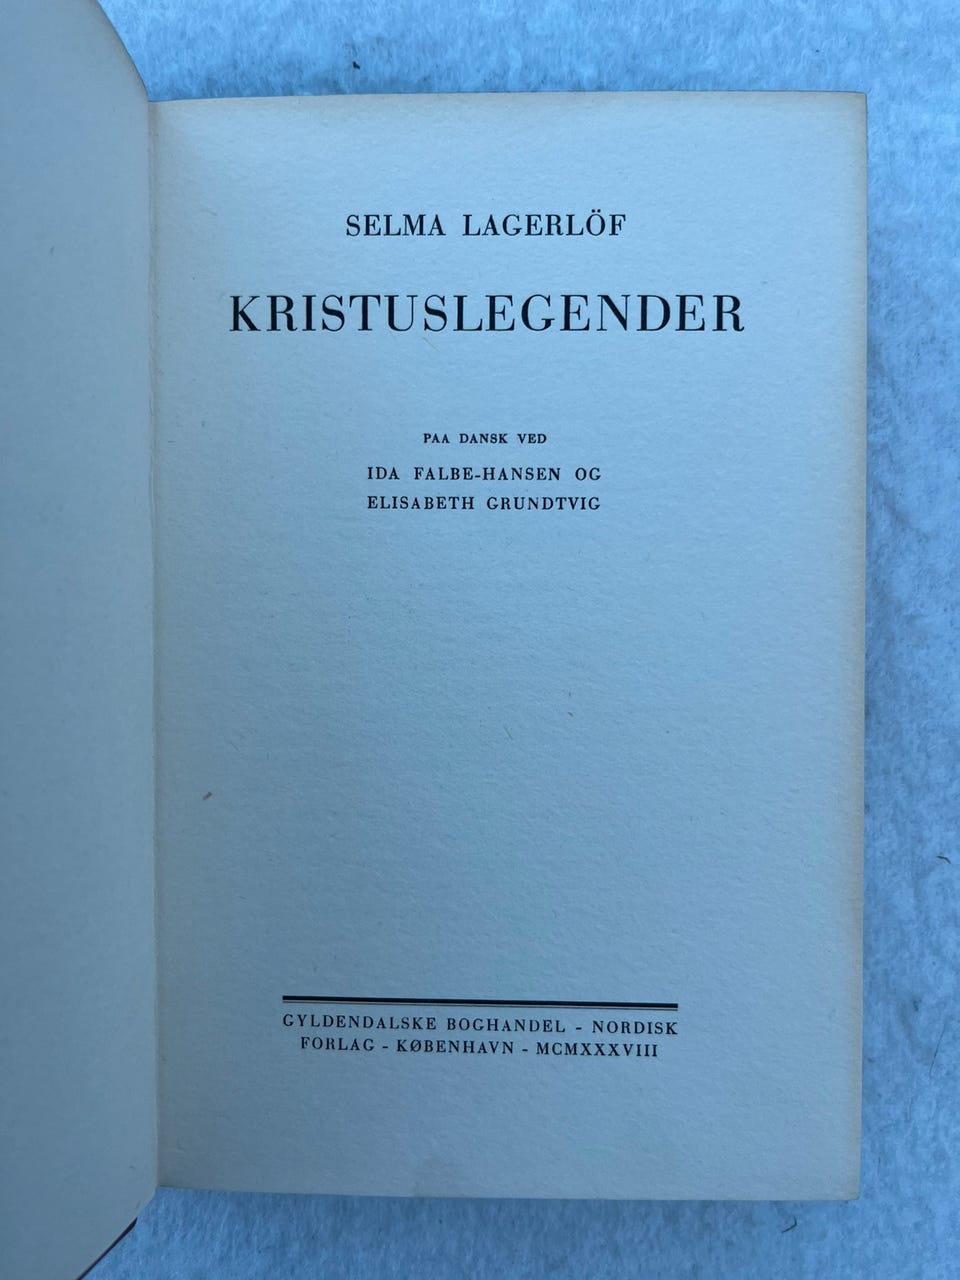 SELMA LAGERLÖF
KRISTUSLEGENDER
PAA DANSK VED
IDA FALBE-HANSEN OG
ELISABETH GRUNDTVIG
GYLDENDALSKE BOGHANDEL - NORDISK
FORLAG - KØBENHAVN - MCMXXXVIII